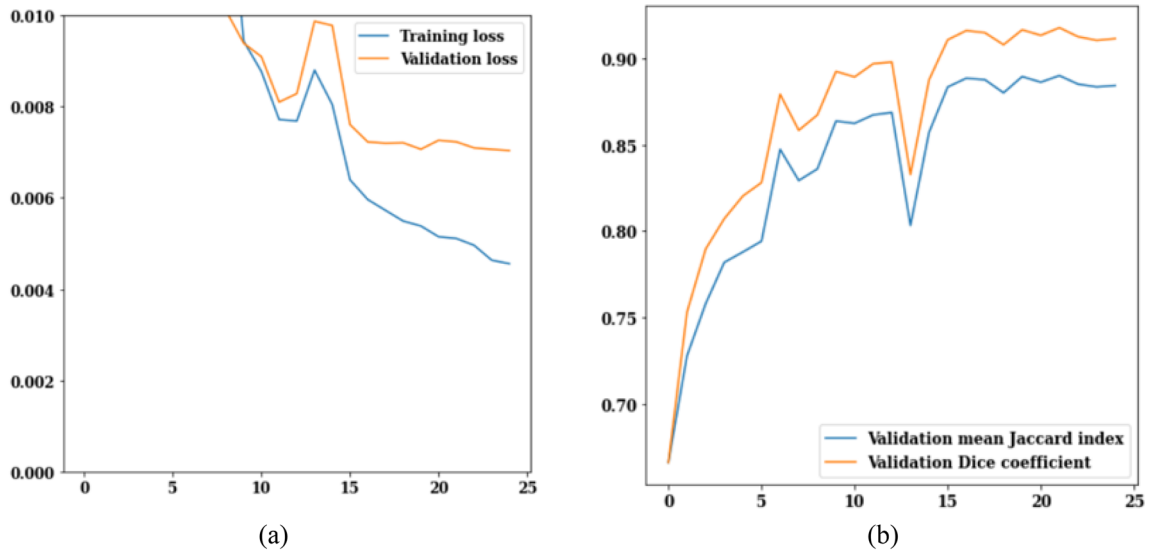 0.010
0.008
0.006
0.004
0.002
0.000
0 5 10 15 20 25
Training loss
Validation loss
(a)
0.90
0.85
0.80
0.75
0.70
0 5 10 15 20 25
Validation mean Jaccard index
Validation Dice coefficient
(b)